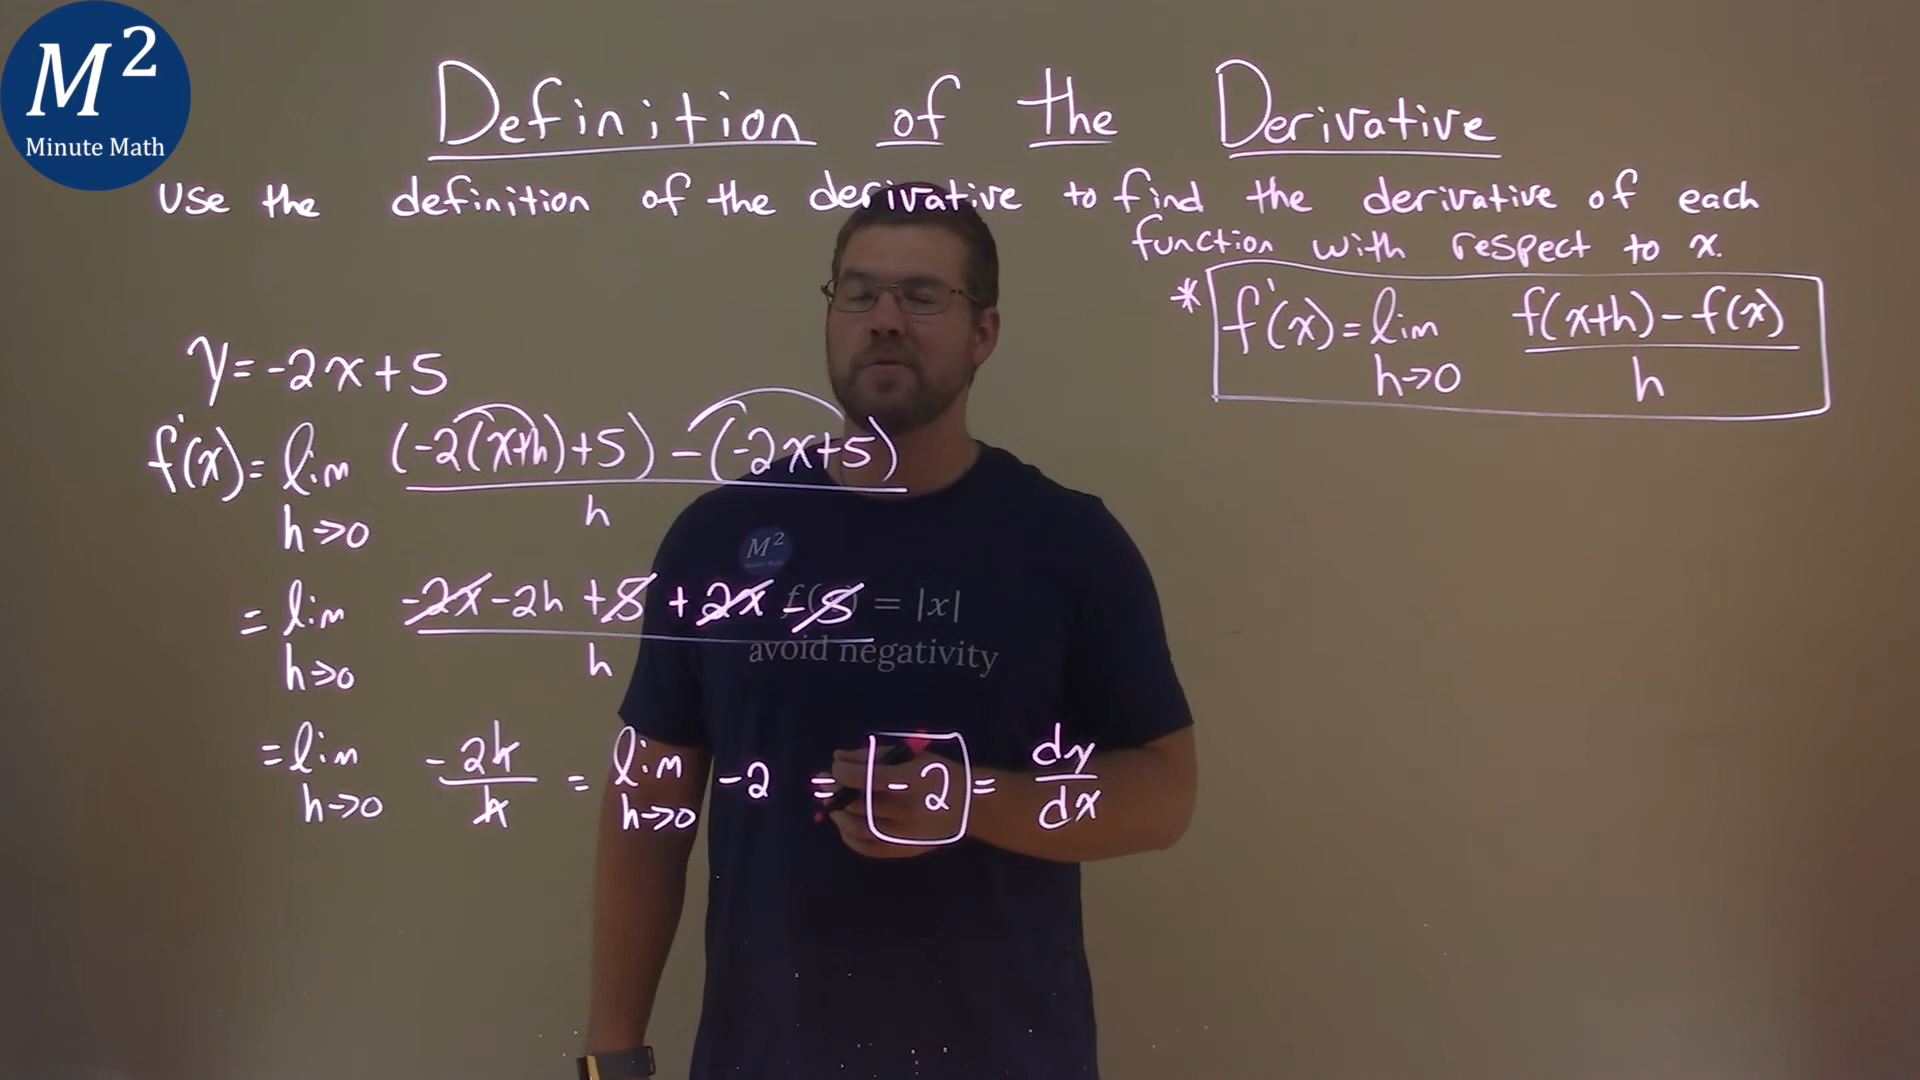 M²
Minute Math
Definition of the Derivative
Use the definition of the derivative to find the derivative of each
function with respect to x.
* f'(x) = lim h→0 f(x+h) - f(x) / h
y = -2x + 5
f'(x) = lim h→0 (-2(x+h)+5) - (-2x+5) / h
= lim h→0 -2x - 2h + 5 + 2x - 5 / h
= lim h→0 -2h / h = lim h→0 -2 = -2 = dy/dx
M²
Minute Math
= |x|
avoid negativity